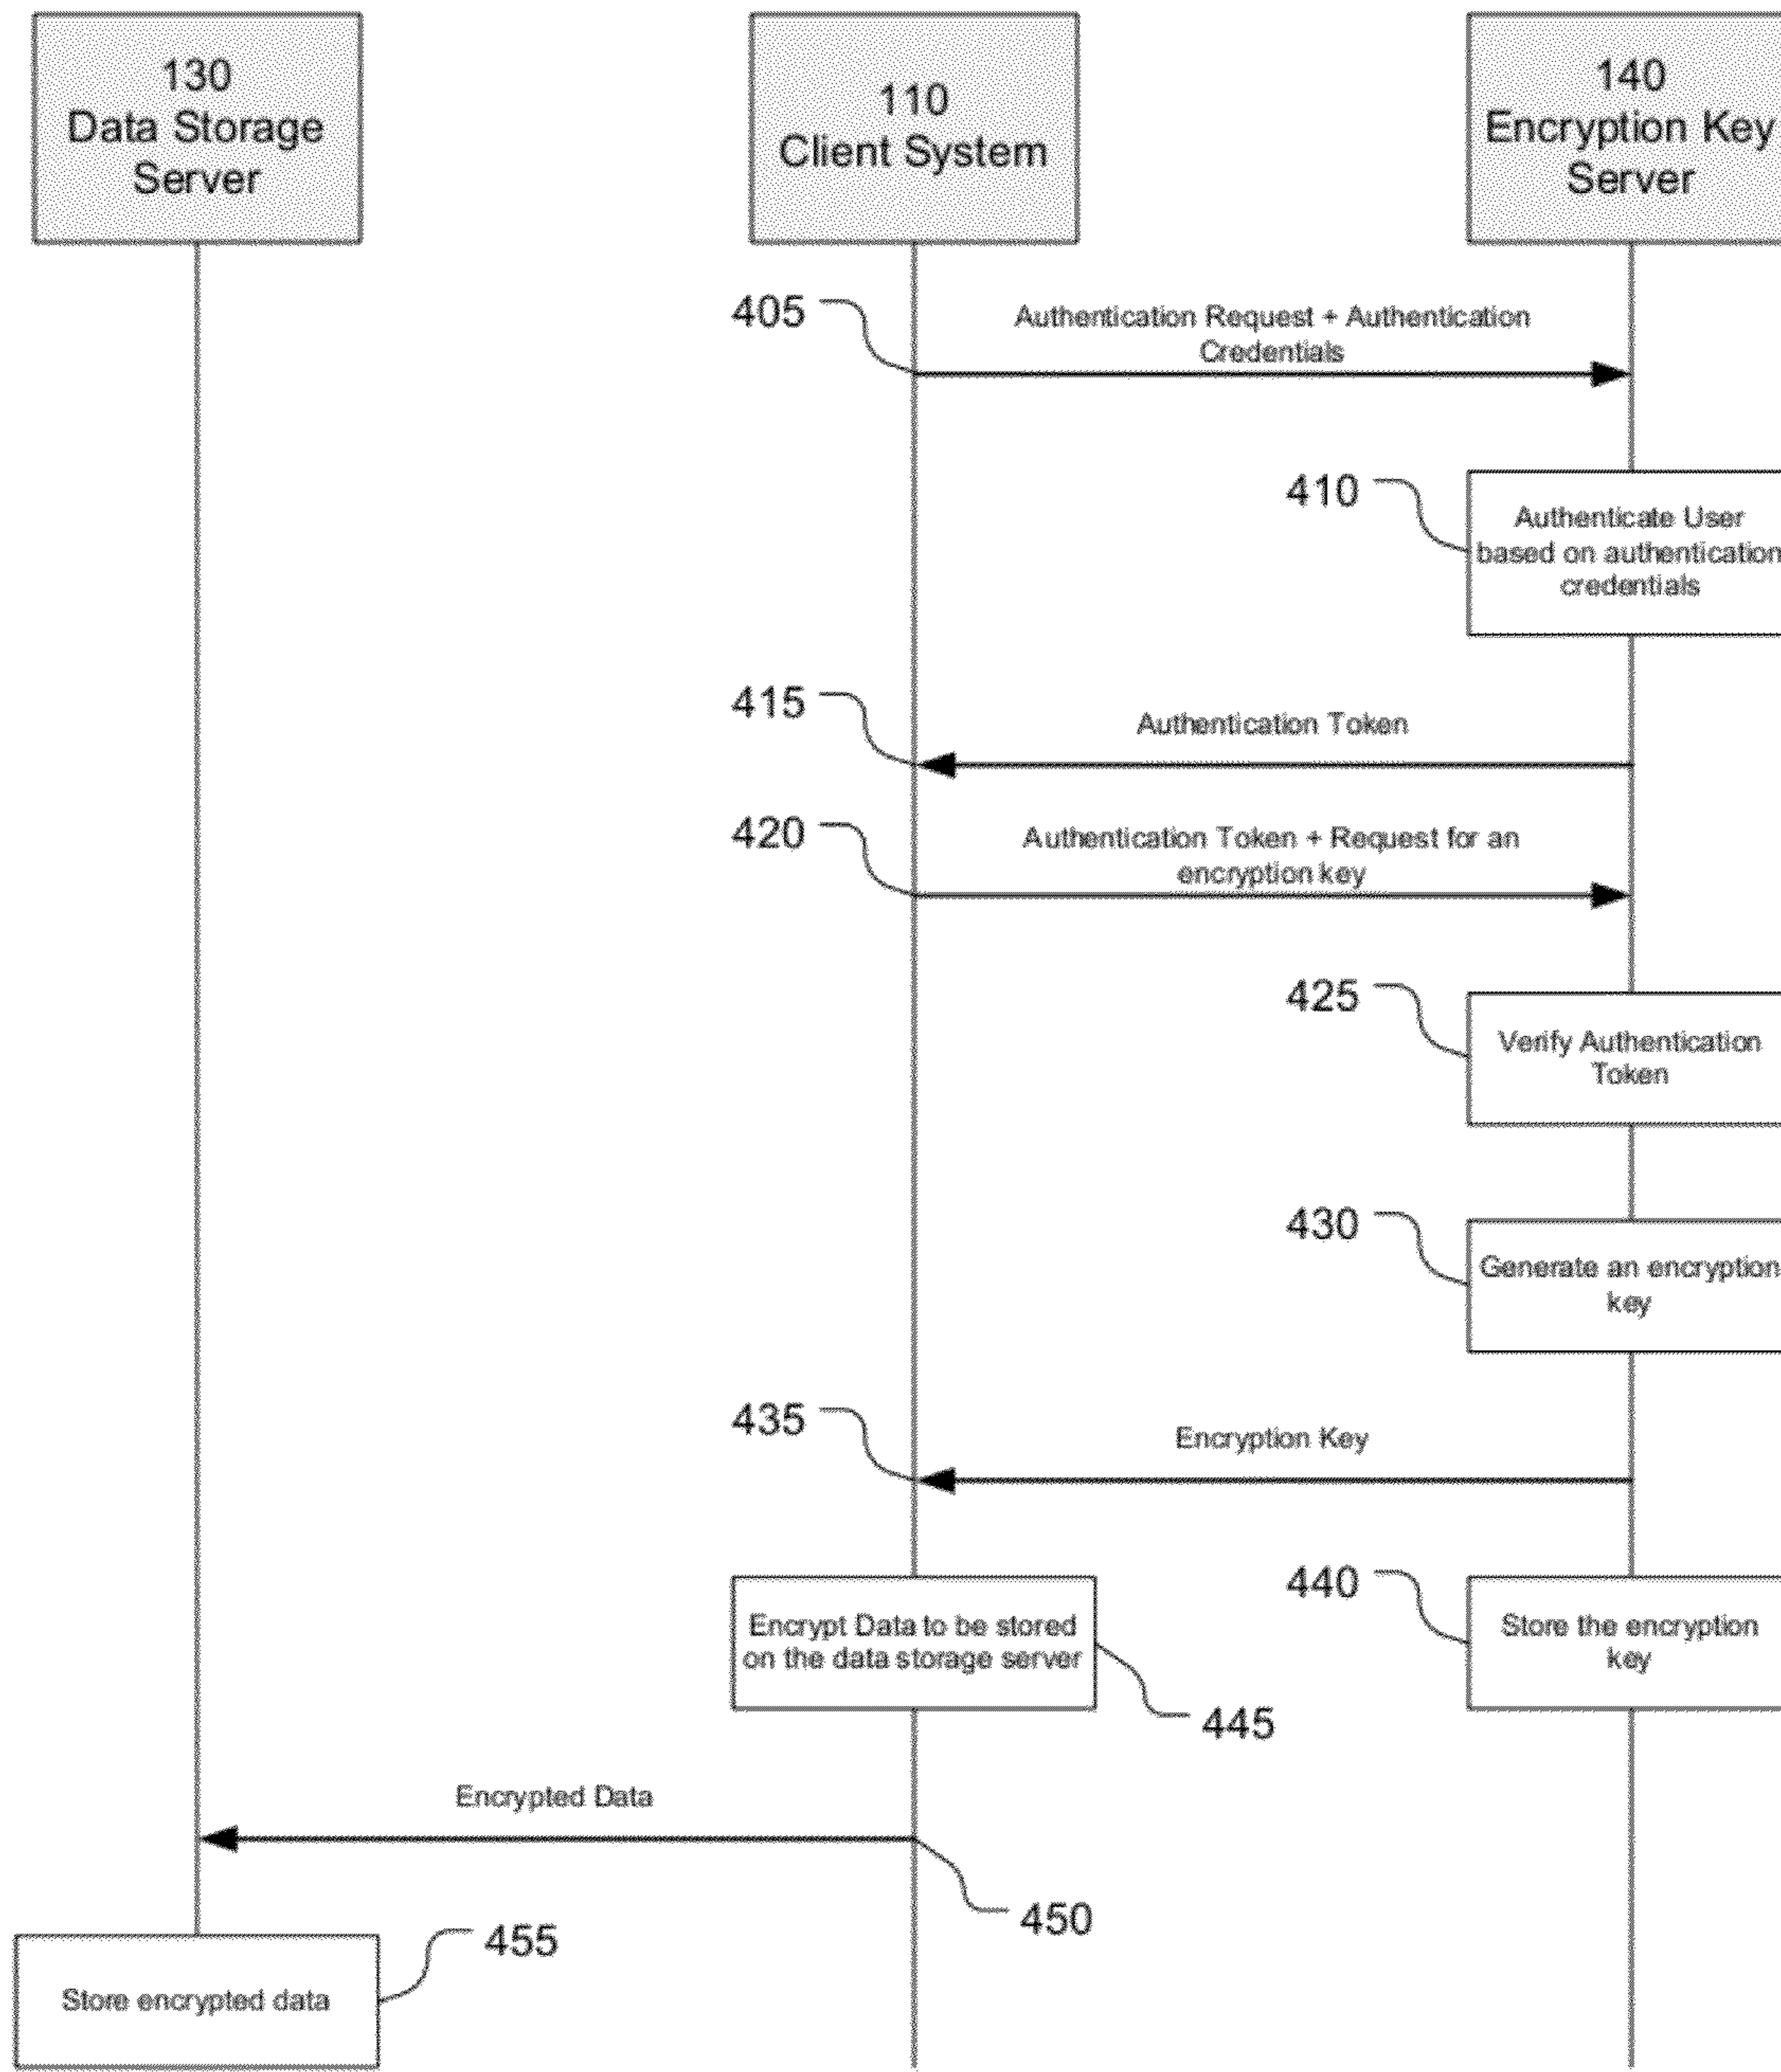 130
Data Storage
Server
110
Client System
140
Encryption Key
Server
405
Authentication Request + Authentication
Credentials
410
Authenticate User
based on authentication
credentials
415
Authentication Token
420
Authentication Token + Request for an
encryption key
425
Verify Authentication
Token
430
Generate an encryption
key
435
Encryption Key
Encrypt Data to be stored
on the data storage server
445
440
Store the encryption
key
Encrypted Data
450
455
Store encrypted data